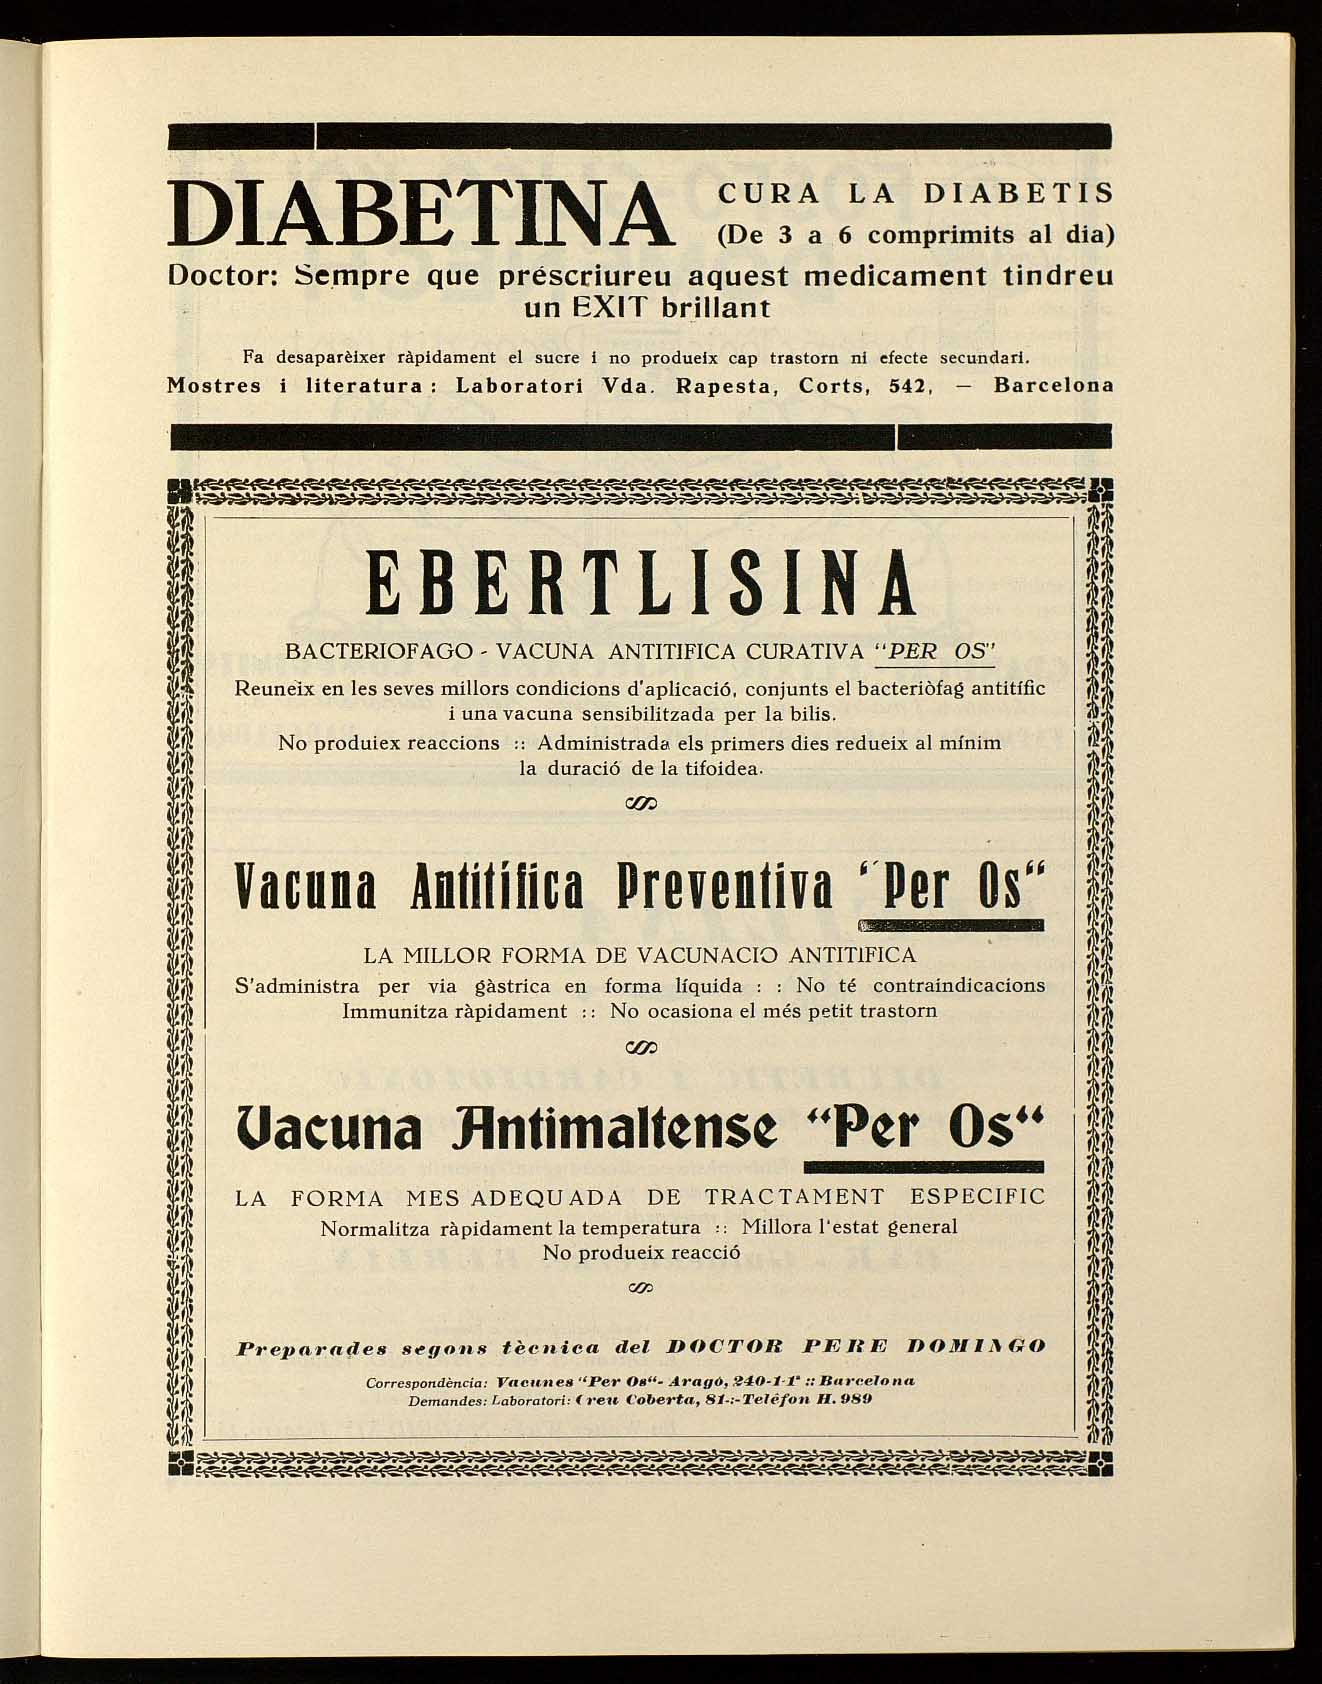 DIABETINA
CURA LA DIABETIS
(De 3 a 6 comprimits al dia)
Doctor: Sempre que préscriureu aquest medicament tindreu
un EXIT brillant
Fa desaparèixer ràpidament el sucre i no produeix cap trastorn ni efecte secundari.
Mostres i literatura: Laboratori Vda. Rapesta, Corts, 542, — Barcelona
EBERTLISINA
BACTERIOFAGO - VACUNA ANTITIFICA CURATIVA "PER OS"
Reuneix en les seves millors condicions d'aplicació, conjunts el bacteriòfag antitífic
i una vacuna sensibilitzada per la bilis.
No produiex reaccions :: Administrada els primers dies redueix al mínim
la duració de la tifoidea.
Vacuna Antitífica Preventiva "Per Os"
LA MILLOR FORMA DE VACUNACIO ANTITIFICA
S'administra per via gàstrica en forma líquida : : No té contraindicacions
Immunitza ràpidament :: No ocasiona el més petit trastorn
Vacuna Antimaltense "Per Os"
LA FORMA MES ADEQUADA DE TRACTAMENT ESPECIFIC
Normalitza ràpidament la temperatura :: Millora l'estat general
No produeix reacció
Preparades segons tècnica del DOCTOR PERE DOMINGO
Correspondència: Vacunes "Per Os"- Aragó, 240-1-1ª :: Barcelona
Demandes: Laboratori: Creu Coberta, 81-:-Telèfon H. 989